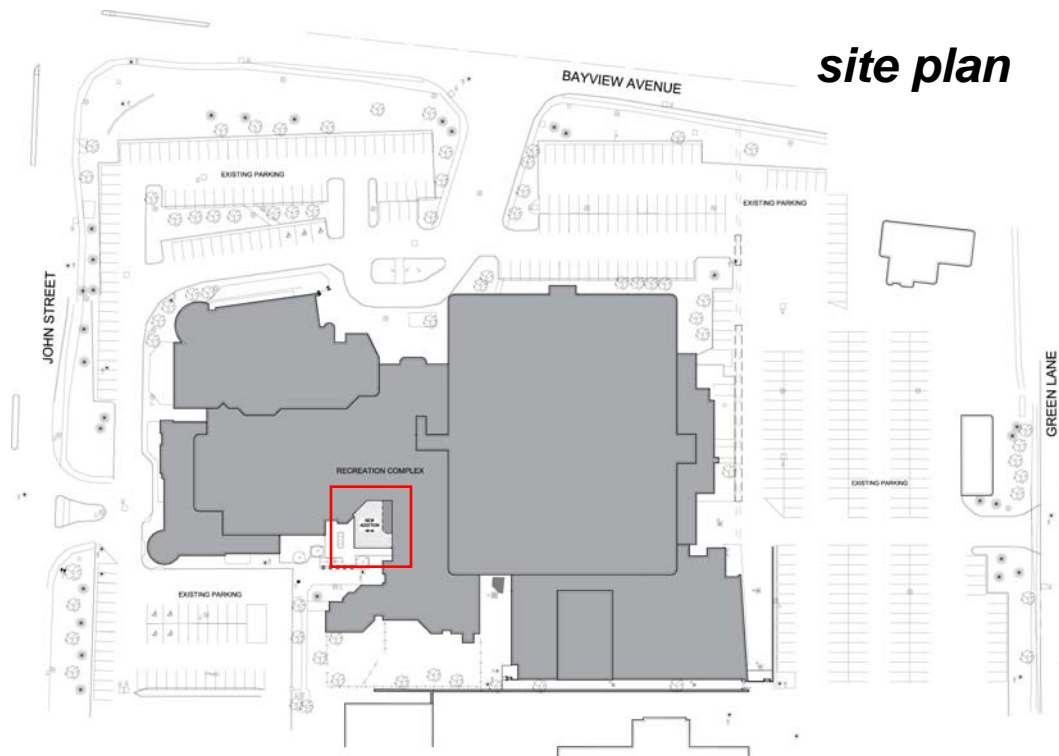 site plan
BAYVIEW AVENUE
EXISTING PARKING
EXISTING PARKING
JOHN STREET
GREEN LANE
RECREATION COMPLEX
EXISTING PARKING
NEW
ADDITION
EXISTING PARKING